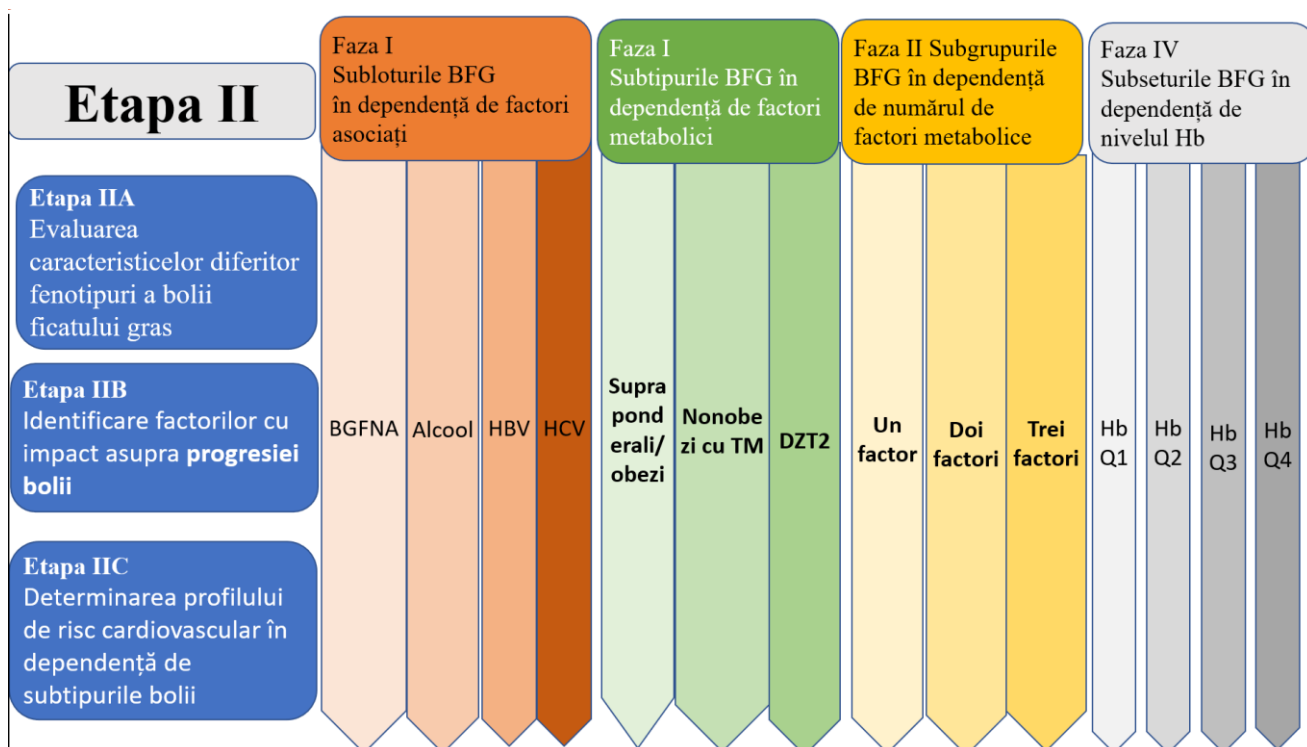 Etapa II
Faza I
Subloturile BFG
în dependență de factori
asociați
Faza I
Subtipurile BFG în
dependență de factori
metabolici
Faza II Subgrupurile
BFG în dependență
de numărul de
factori metabolice
Faza IV
Subseturile BFG în
dependență de
nivelul Hb
Etapa IIA
Evaluarea
caracteristicelor diferitor
fenotipuri a bolii
ficatului gras
Etapa IIB
Identificare factorilor cu
impact asupra progresiei
bolii
Etapa IIC
Determinarea profilului
de risc cardiovascular în
dependență de
subtipurile bolii
BGFNA
Alcool
HBV
HCV
Supra
pond
erali/
obezi
Nonobe
zi cu TM
DZT2
Un
factor
Doi
factori
Trei
factori
Hb
Q1
Hb
Q2
Hb
Q3
Hb
Q4